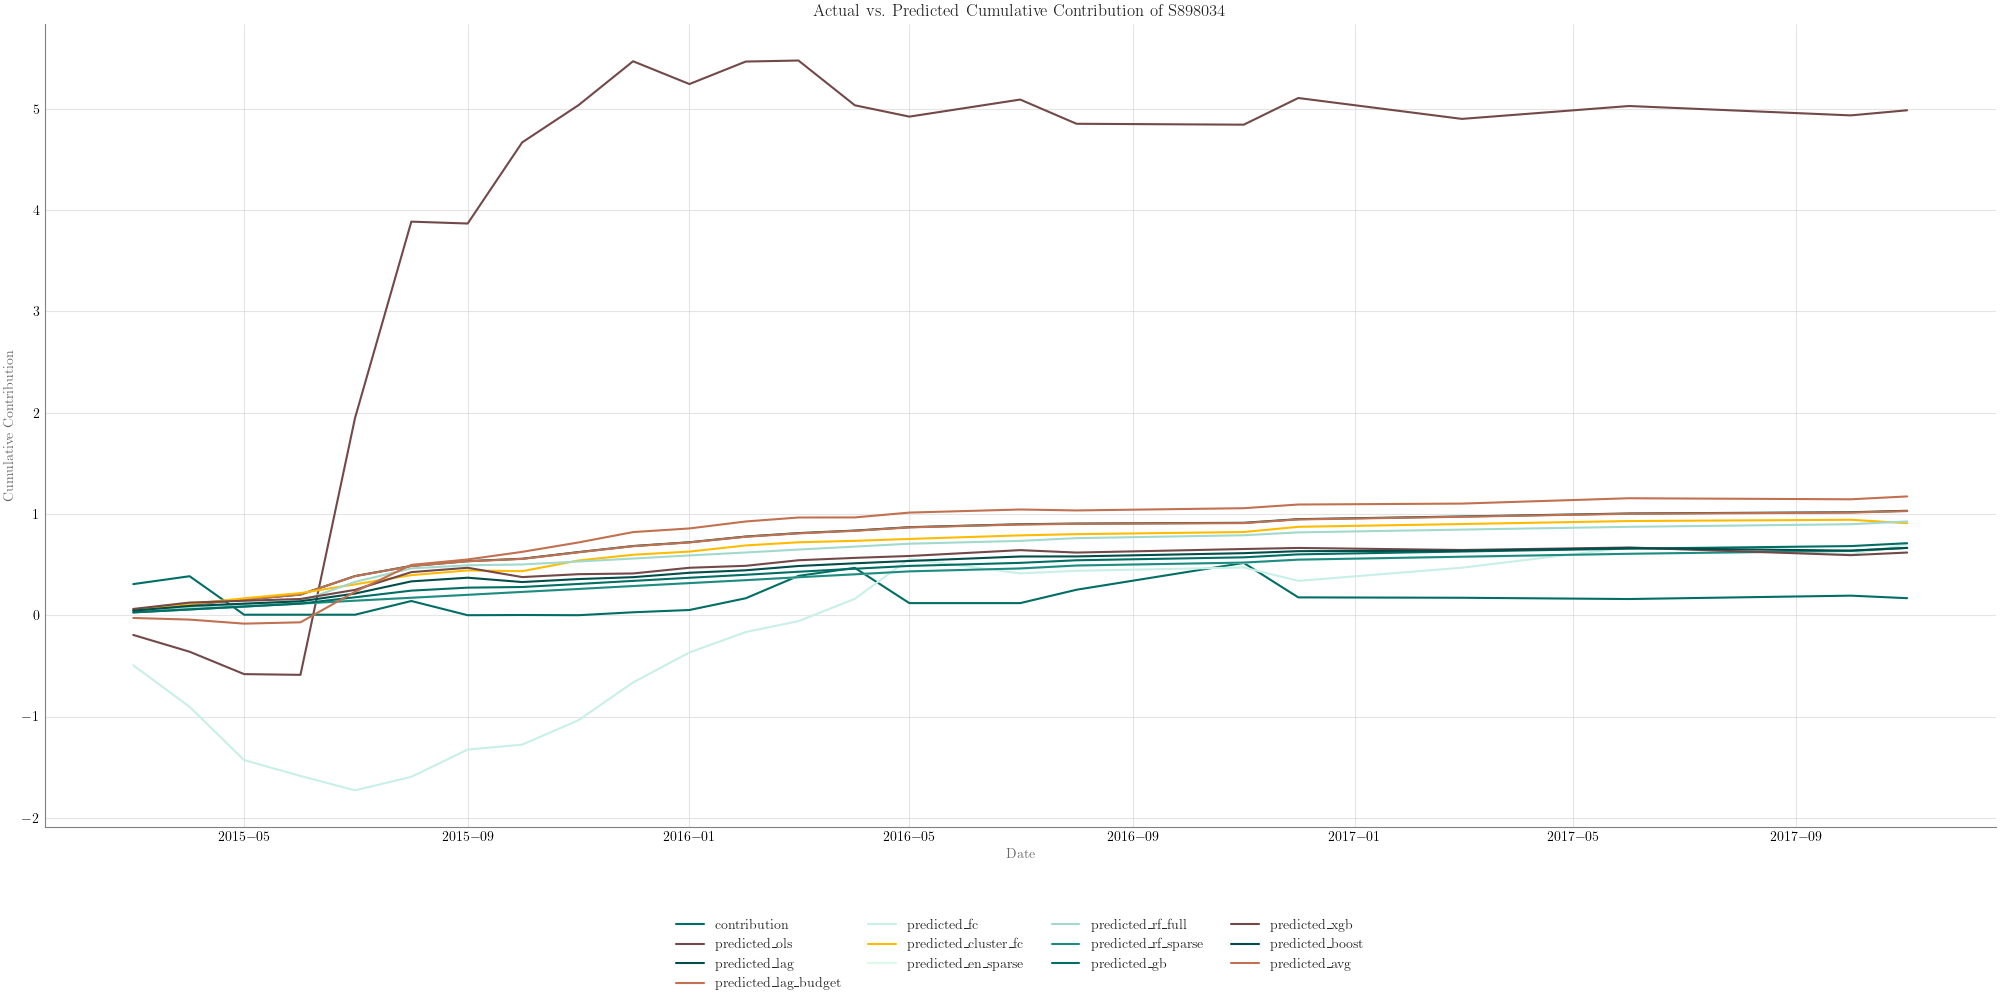 Actual vs. Predicted Cumulative Contribution of S898034
Cumulative Contribution
5
4
3
2
1
0
−1
−2
2015−05 2015−09 2016−01 2016−05 2016−09 2017−01 2017−05 2017−09
Date
contribution predicted_fc predicted_rf_full predicted_xgb
predicted_ols predicted_cluster_fc predicted_rf_sparse predicted_boost
predicted_lag predicted_en_sparse predicted_gb predicted_avg
predicted_lag_budget